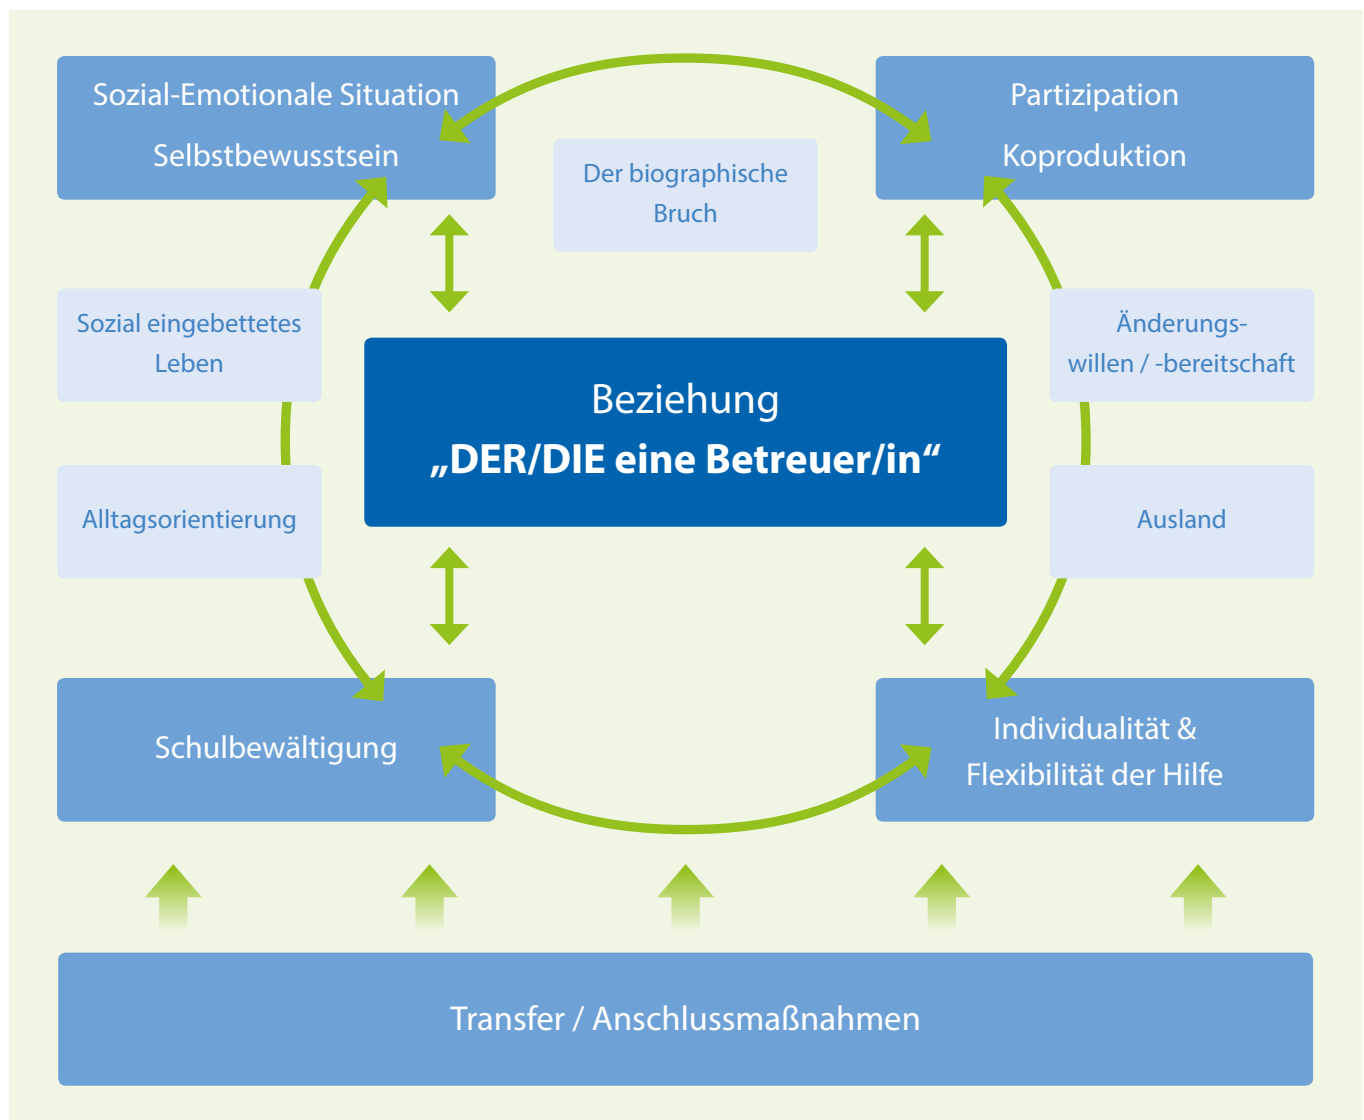 Sozial-Emotionale Situation
Selbstbewusstsein
Partizipation
Koproduktion
Der biographische
Bruch
Sozial eingebettetes
Leben
Änderungs-
willen / -bereitschaft
Beziehung
„DER/DIE eine Betreuer/in“
Alltagsorientierung
Ausland
Schulbewältigung
Individualität &
Flexibilität der Hilfe
Transfer / Anschlussmaßnahmen